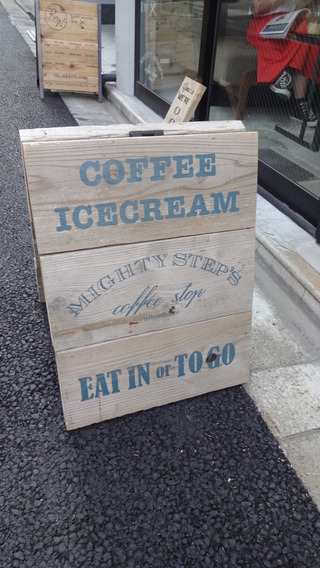 COFFEE
ICECREAM
MIGHTY STEP'S
coffee stop
EAT IN or TO GO